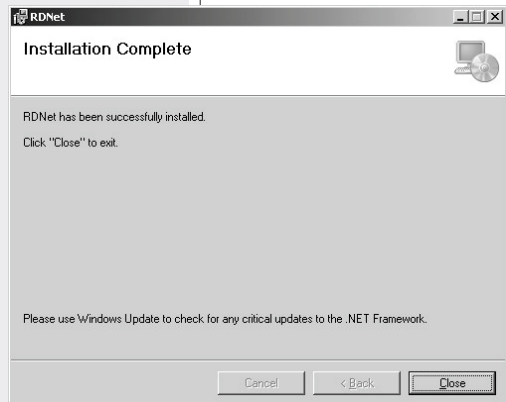 RDNet
Installation Complete
RDNet has been successfully installed.
Click "Close" to exit.
Please use Windows Update to check for any critical updates to the .NET Framework.
Cancel
< Back
Close